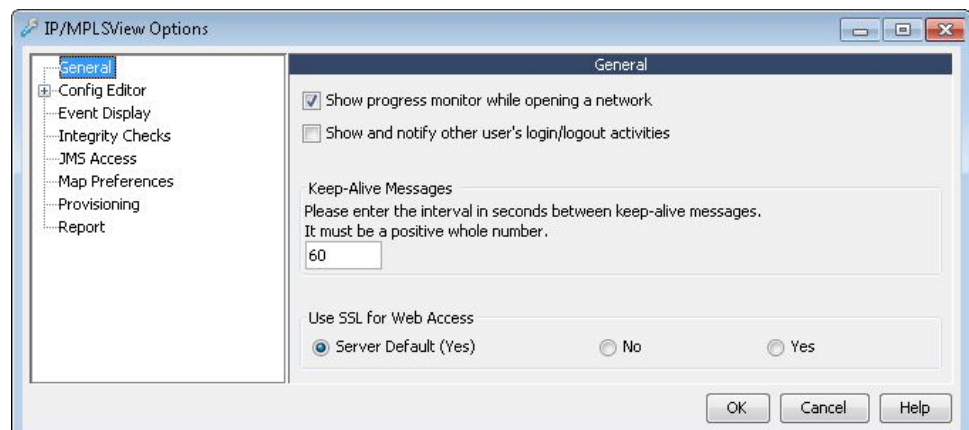 IP/MPLSView Options
General
Config Editor
Event Display
Integrity Checks
JMS Access
Map Preferences
Provisioning
Report
General
Show progress monitor while opening a network
Show and notify other user's login/logout activities
Keep-Alive Messages
Please enter the interval in seconds between keep-alive messages.
It must be a positive whole number.
60
Use SSL for Web Access
Server Default (Yes) No Yes
OK Cancel Help